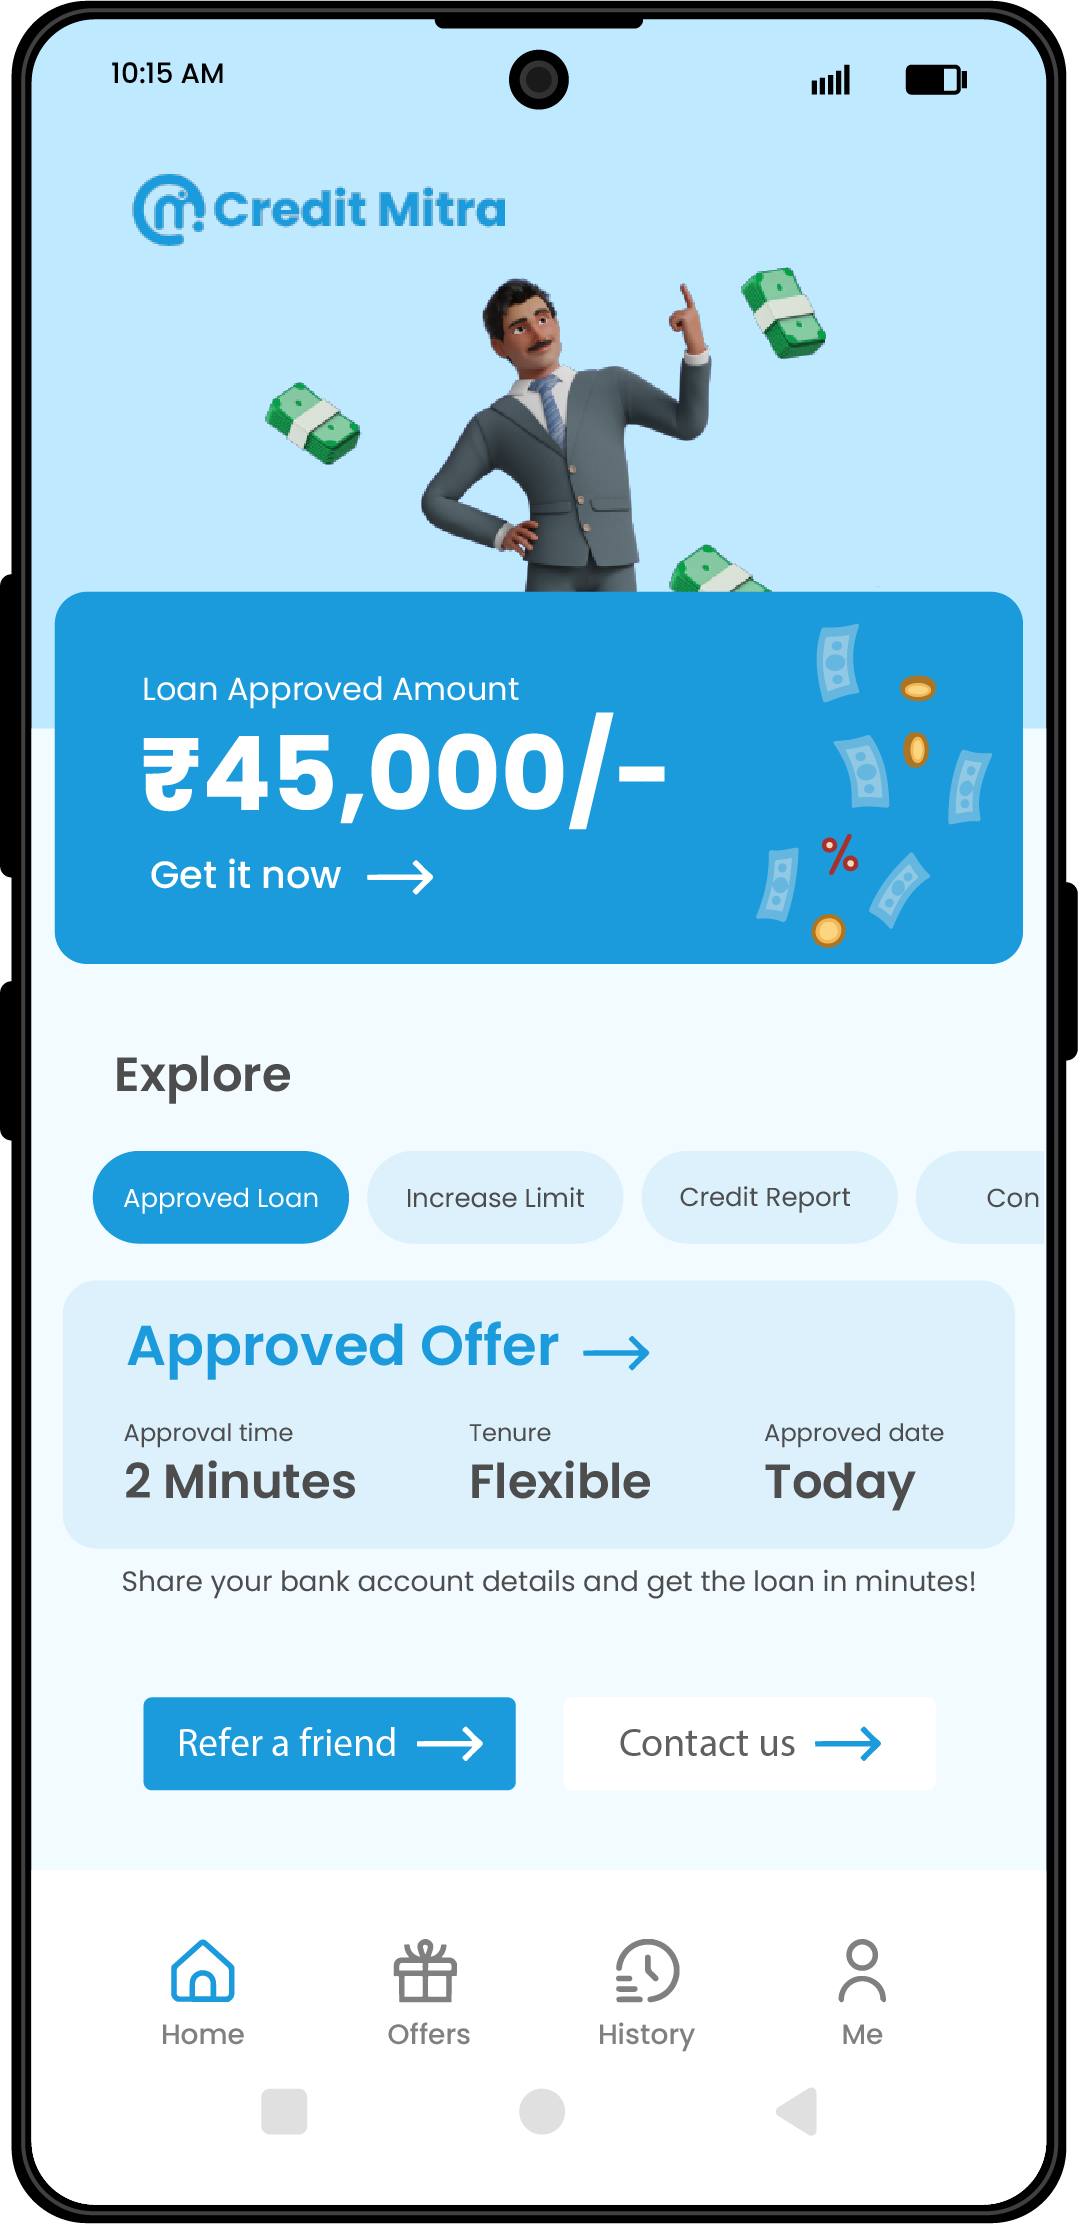 10:15 AM
Credit Mitra
Loan Approved Amount
₹45,000/-
Get it now
Explore
Approved Loan Increase Limit Credit Report Con
Approved Offer
Approval time Tenure Approved date
2 Minutes Flexible Today
Share your bank account details and get the loan in minutes!
Refer a friend Contact us
Home Offers History Me